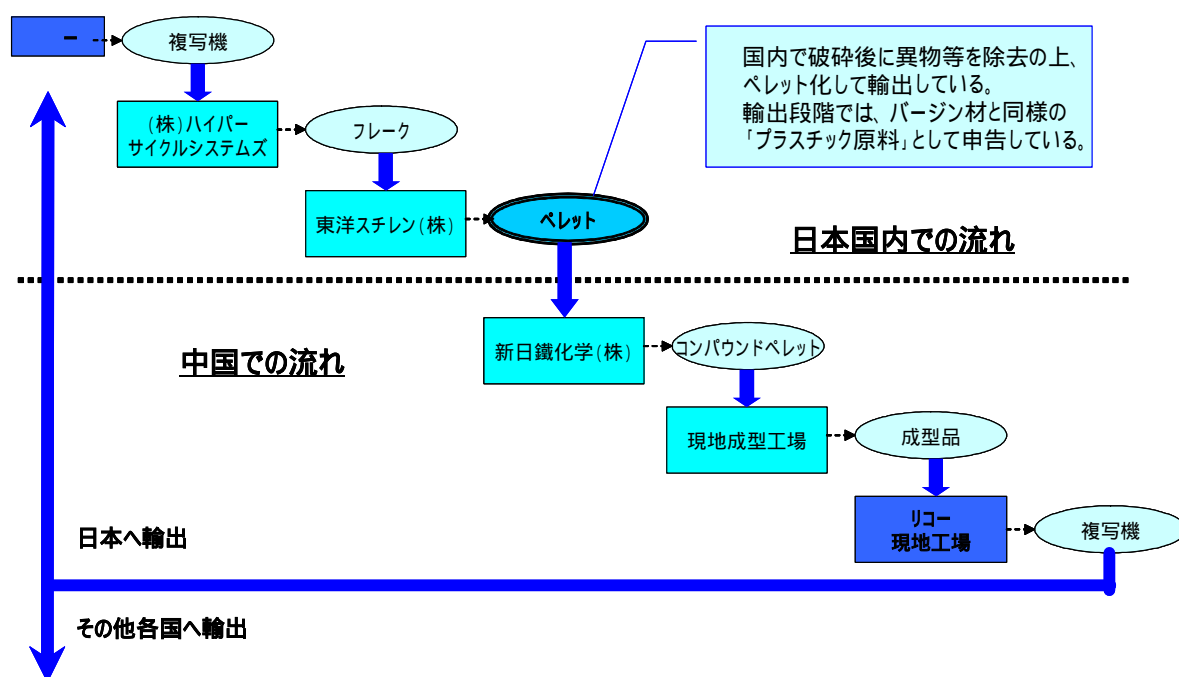 ー
複写機
(株)ハイパー
サイクルシステムズ
フレーク
東洋スチレン(株)
ペレット
国内で破砕後に異物等を除去の上、
ペレット化して輸出している。
輸出段階では、バージン材と同様の
「プラスチック原料」として申告している。
日本国内での流れ
中国での流れ
新日鐵化学(株)
コンパウンドペレット
現地成型工場
成型品
リコー
現地工場
複写機
日本へ輸出
その他各国へ輸出